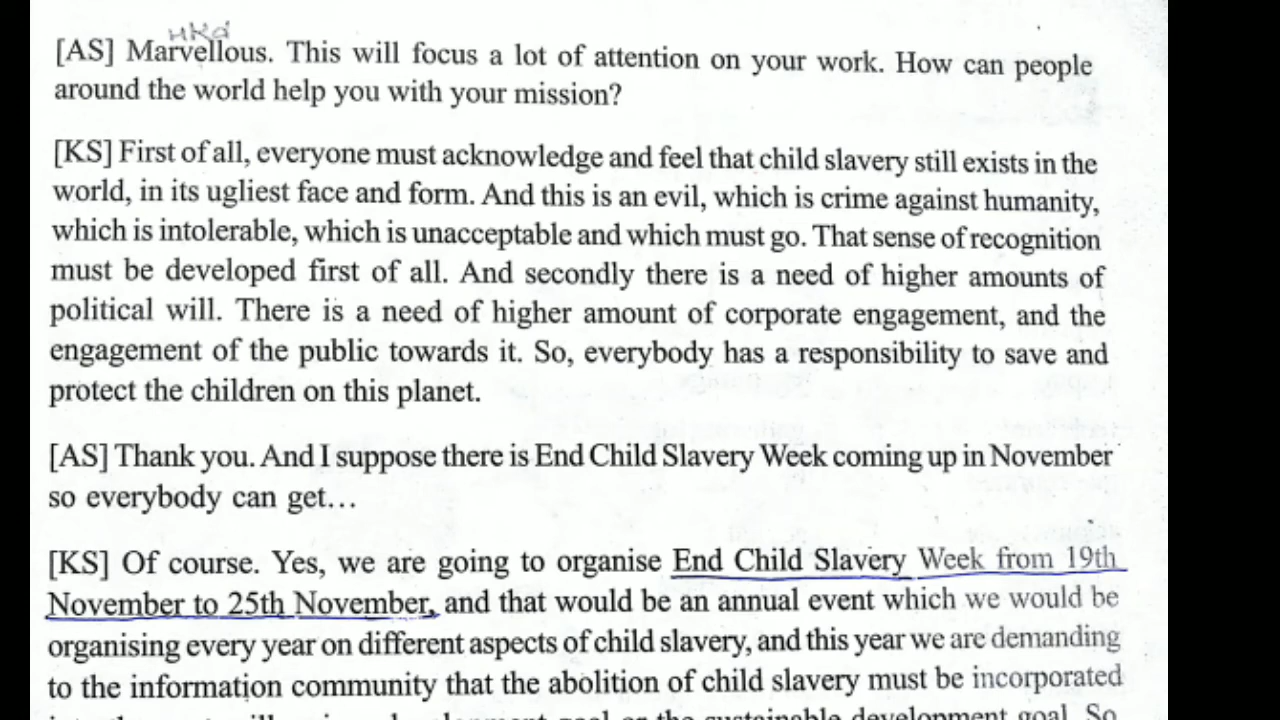 [AS] Marvellous. This will focus a lot of attention on your work. How can people
around the world help you with your mission?
[KS] First of all, everyone must acknowledge and feel that child slavery still exists in the
world, in its ugliest face and form. And this is an evil, which is crime against humanity,
which is intolerable, which is unacceptable and which must go. That sense of recognition
must be developed first of all. And secondly there is a need of higher amounts of
political will. There is a need of higher amount of corporate engagement, and the
engagement of the public towards it. So, everybody has a responsibility to save and
protect the children on this planet.
[AS] Thank you. And I suppose there is End Child Slavery Week coming up in November
so everybody can get...
[KS] Of course. Yes, we are going to organise End Child Slavery Week from 19th
November to 25th November, and that would be an annual event which we would be
organising every year on different aspects of child slavery, and this year we are demanding
to the information community that the abolition of child slavery must be incorporated
development goal or the sustainable development goal. So